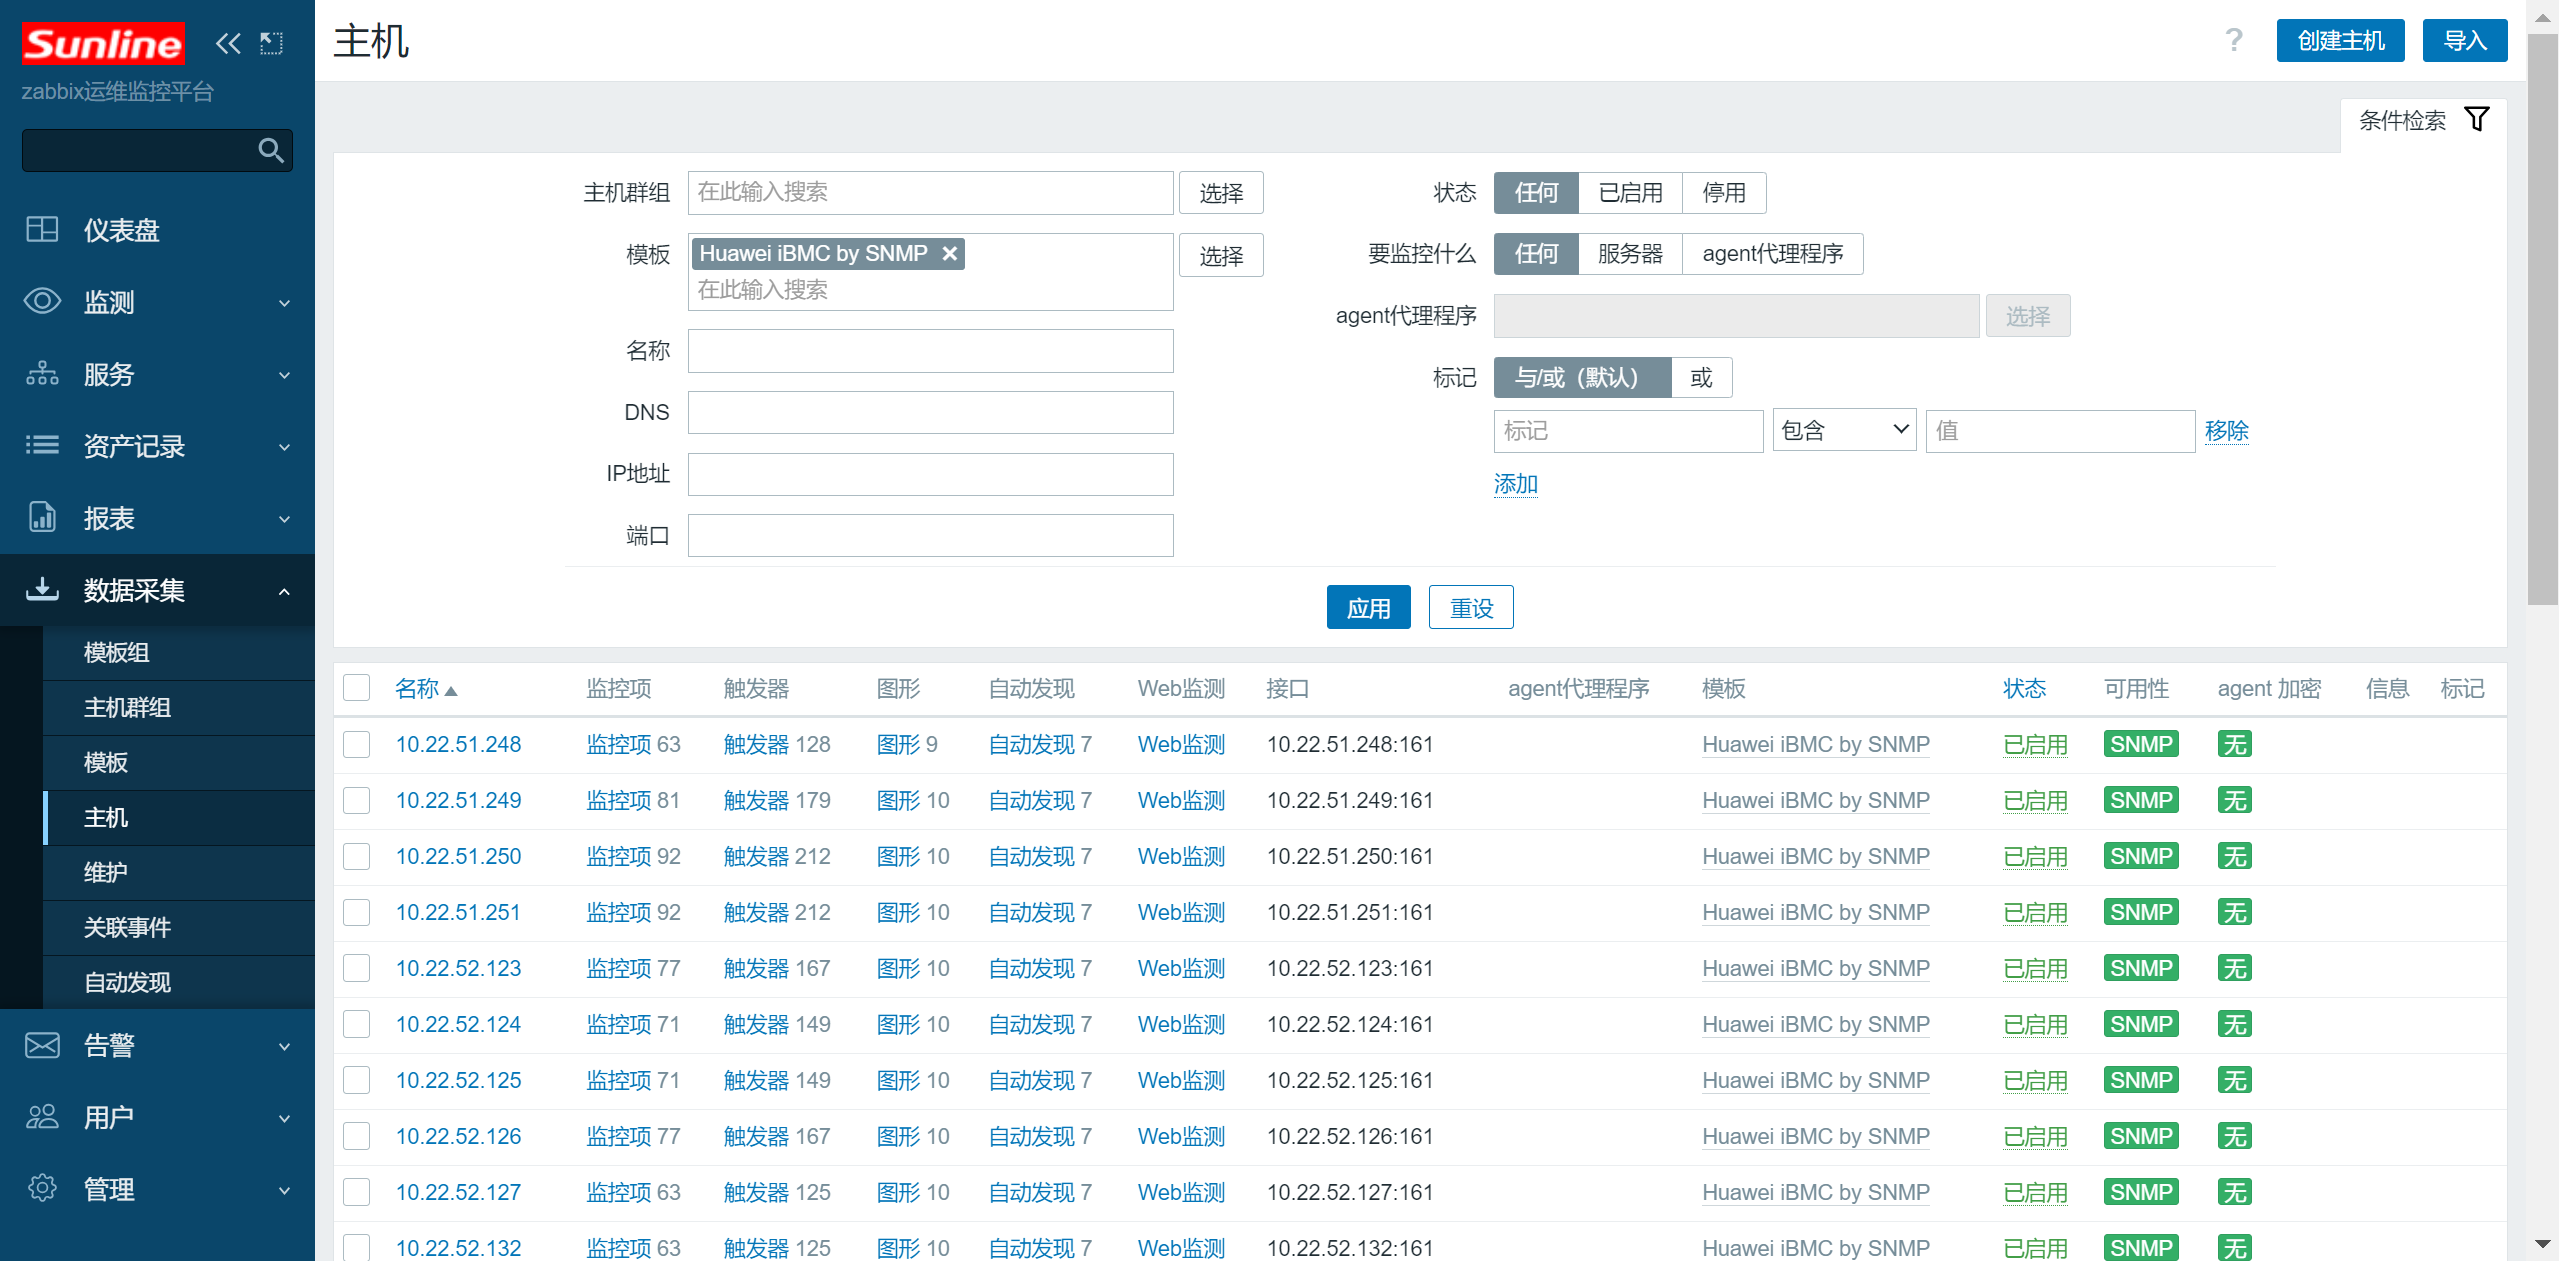 Sunline
zabbix运维监控平台
仪表盘
监测
服务
资产记录
报表
数据采集
模板组
主机群组
模板
主机
维护
关联事件
自动发现
告警
用户
管理
主机
? 创建主机 导入
条件检索
主机群组 在此输入搜索 选择
模板 Huawei iBMC by SNMP 选择
在此输入搜索
名称
DNS
IP地址
端口
状态 任何 已启用 停用
要监控什么 任何 服务器 agent代理程序
agent代理程序 选择
标记 与/或（默认） 或
标记 包含 值 移除
添加
应用 重设
名称 监控项 触发器 图形 自动发现 Web监测 接口 agent代理程序 模板 状态 可用性 agent 加密 信息 标记
10.22.51.248 监控项 63 触发器 128 图形 9 自动发现 7 Web监测 10.22.51.248:161 Huawei iBMC by SNMP 已启用 SNMP 无
10.22.51.249 监控项 81 触发器 179 图形 10 自动发现 7 Web监测 10.22.51.249:161 Huawei iBMC by SNMP 已启用 SNMP 无
10.22.51.250 监控项 92 触发器 212 图形 10 自动发现 7 Web监测 10.22.51.250:161 Huawei iBMC by SNMP 已启用 SNMP 无
10.22.51.251 监控项 92 触发器 212 图形 10 自动发现 7 Web监测 10.22.51.251:161 Huawei iBMC by SNMP 已启用 SNMP 无
10.22.52.123 监控项 77 触发器 167 图形 10 自动发现 7 Web监测 10.22.52.123:161 Huawei iBMC by SNMP 已启用 SNMP 无
10.22.52.124 监控项 71 触发器 149 图形 10 自动发现 7 Web监测 10.22.52.124:161 Huawei iBMC by SNMP 已启用 SNMP 无
10.22.52.125 监控项 71 触发器 149 图形 10 自动发现 7 Web监测 10.22.52.125:161 Huawei iBMC by SNMP 已启用 SNMP 无
10.22.52.126 监控项 77 触发器 167 图形 10 自动发现 7 Web监测 10.22.52.126:161 Huawei iBMC by SNMP 已启用 SNMP 无
10.22.52.127 监控项 63 触发器 125 图形 10 自动发现 7 Web监测 10.22.52.127:161 Huawei iBMC by SNMP 已启用 SNMP 无
10.22.52.132 监控项 63 触发器 125 图形 10 自动发现 7 Web监测 10.22.52.132:161 Huawei iBMC by SNMP 已启用 SNMP 无